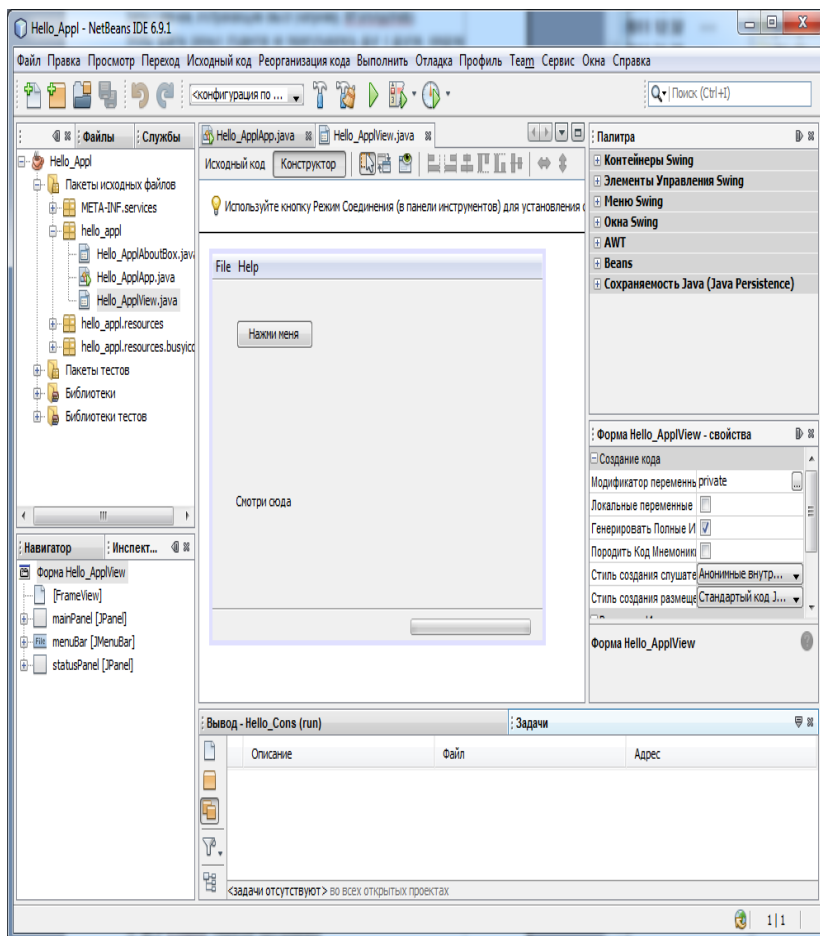 Hello_Appl - NetBeans IDE 6.9.1
Файл Правка Просмотр Переход Исходный код Реорганизация кода Выполнить Отладка Профиль Team Сервис Окна Справка
<конфигурация по ...
Поиск (Ctrl+I)
Файлы Службы
Hello_Appl
Пакеты исходных файлов
META-INF.services
hello_appl
Hello_ApplAboutBox.java
Hello_ApplApp.java
Hello_ApplView.java
hello_appl.resources
hello_appl.resources.busyicc
Пакеты тестов
Библиотеки
Библиотеки тестов
Навигатор Инспект...
Форма Hello_ApplView
[FrameView]
mainPanel [JPanel]
File menuBar [JMenuBar]
statusPanel [JPanel]
Hello_ApplApp.java Hello_ApplView.java
Исходный код Конструктор
Используйте кнопку Режим Соединения (в панели инструментов) для установления
File Help
Нажми меня
Смотри сюда
Палитра
Контейнеры Swing
Элементы Управления Swing
Меню Swing
Окна Swing
AWT
Beans
Сохраняемость Java (Java Persistence)
Форма Hello_ApplView - свойства
Создание кода
Модификатор переменнь private ...
Локальные переменные
Генерировать Полные И
Породить Код Мнемоник
Стиль создания слушате Анонимные внутр...
Стиль создания размеще Стандартый код J...
Форма Hello_ApplView
Вывод - Hello_Cons (run)
Задачи
Описание Файл Адрес
<задачи отсутствуют> во всех открытых проектах
1|1